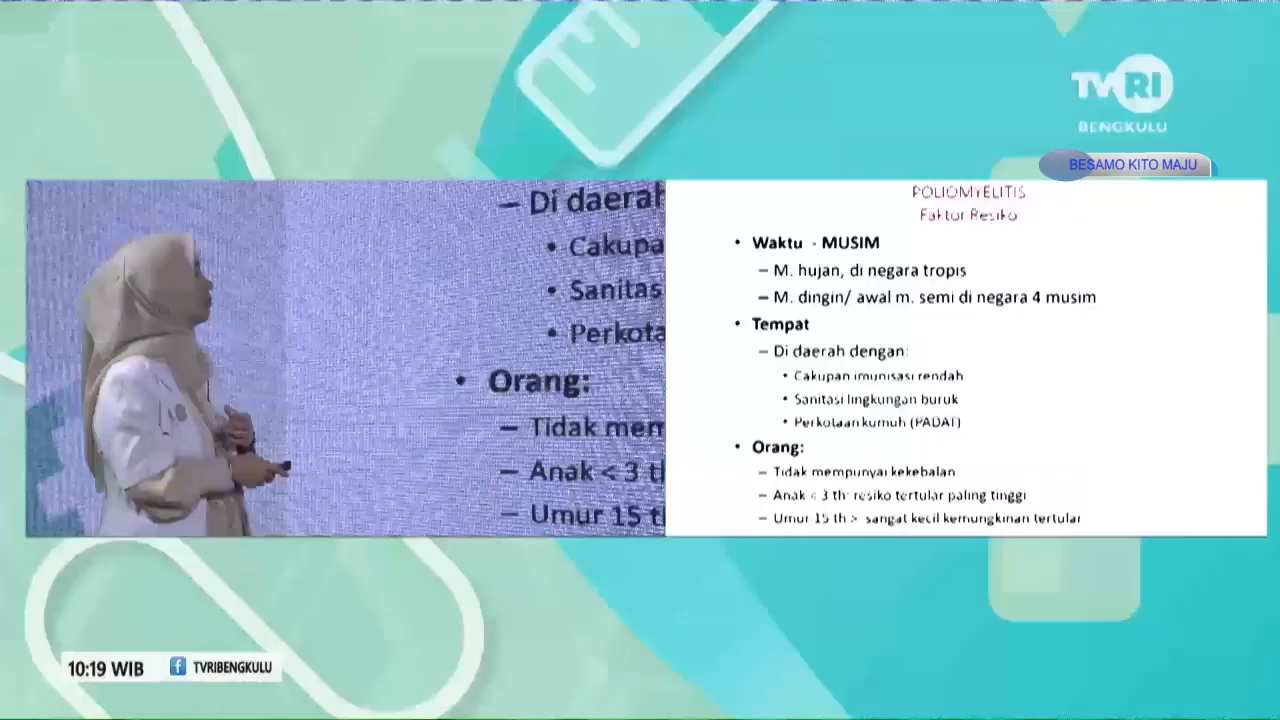 TVRI
BENGKULU
BESAMO KITO MAJU
– Di daerah
• Cakupa
• Sanitas
• Perkota
• Orang:
– Tidak mem
– Anak < 3 t
– Umur 15 t
POLIOMYELITIS
Faktor Resiko
• Waktu - MUSIM
– M. hujan, di negara tropis
– M. dingin/ awal m. semi di negara 4 musim
• Tempat
– Di daerah dengan:
• Cakupan imunisasi rendah
• Sanitasi lingkungan buruk
• Perkotaan kumuh (PADAT)
• Orang:
– Tidak mempunyai kekebalan
– Anak < 3 th: resiko tertular paling tinggi
– Umur 15 th > sangat kecil kemungkinan tertular
10:19 WIB
TVRIBENGKULU